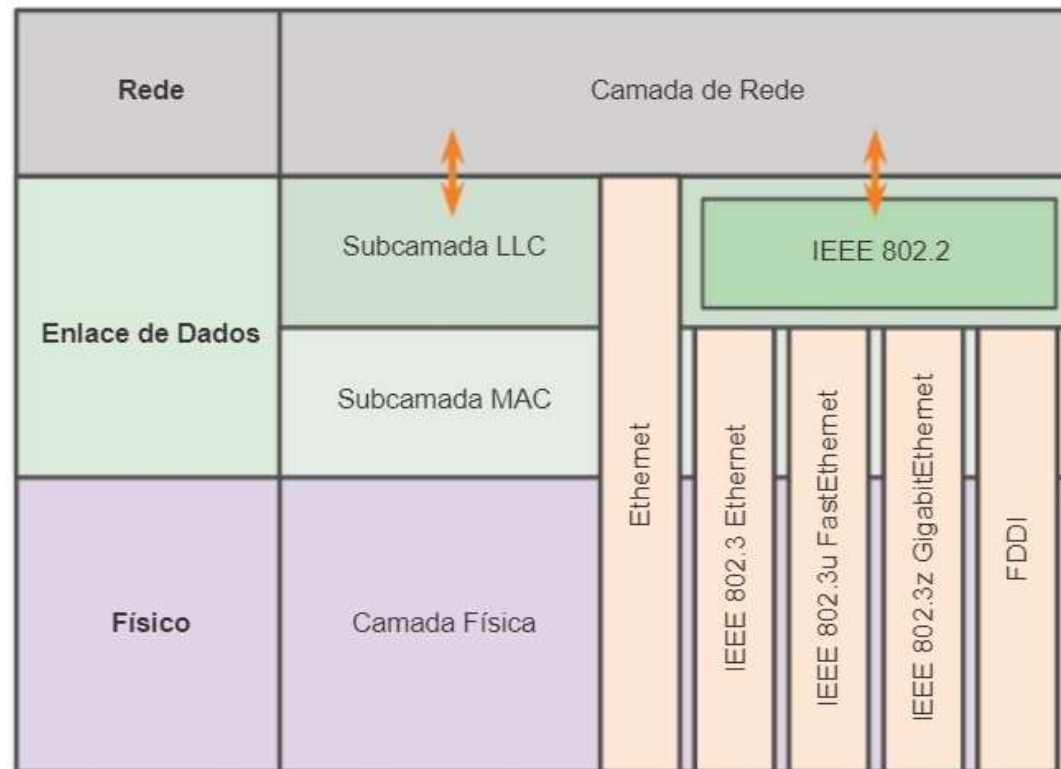 Rede
Camada de Rede
Subcamada LLC
IEEE 802.2
Enlace de Dados
Subcamada MAC
Ethernet
IEEE 802.3 Ethernet
IEEE 802.3u FastEthernet
IEEE 802.3z GigabitEthernet
FDDI
Físico
Camada Física